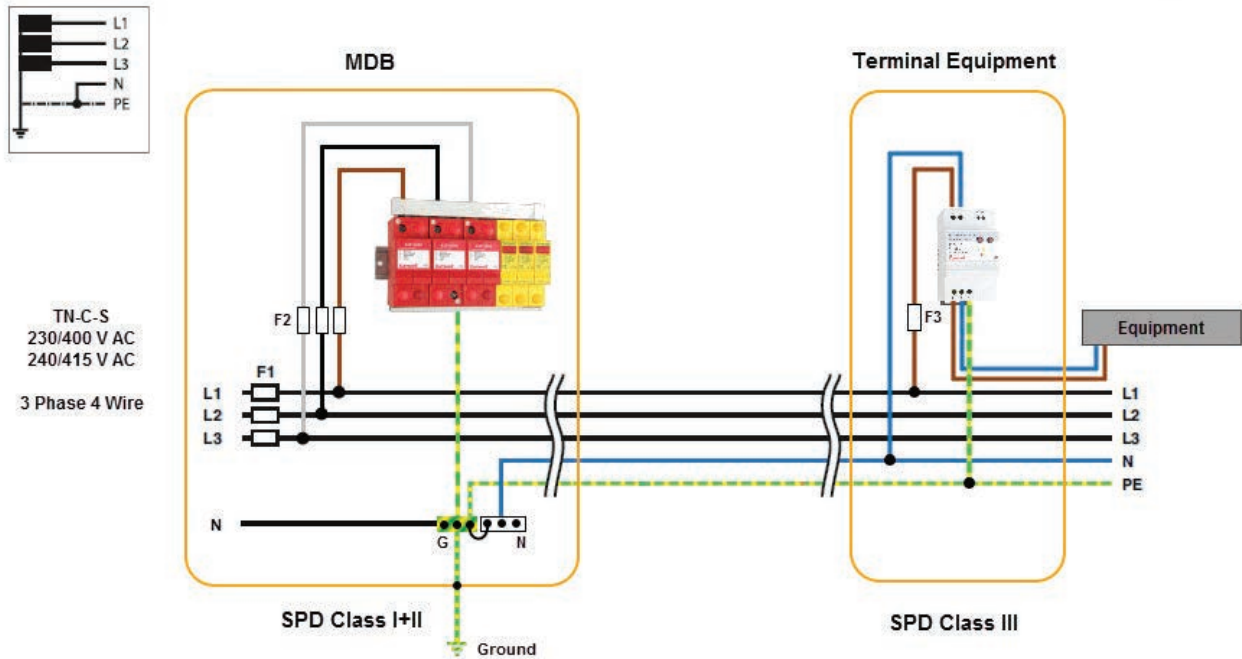 L1
L2
L3
N
PE
MDB
Terminal Equipment
TN-C-S
230/400 V AC
240/415 V AC
3 Phase 4 Wire
F2
F1
F3
Equipment
L1
L2
L3
L1
L2
L3
N
PE
N
G
N
SPD Class I+II
SPD Class III
Ground